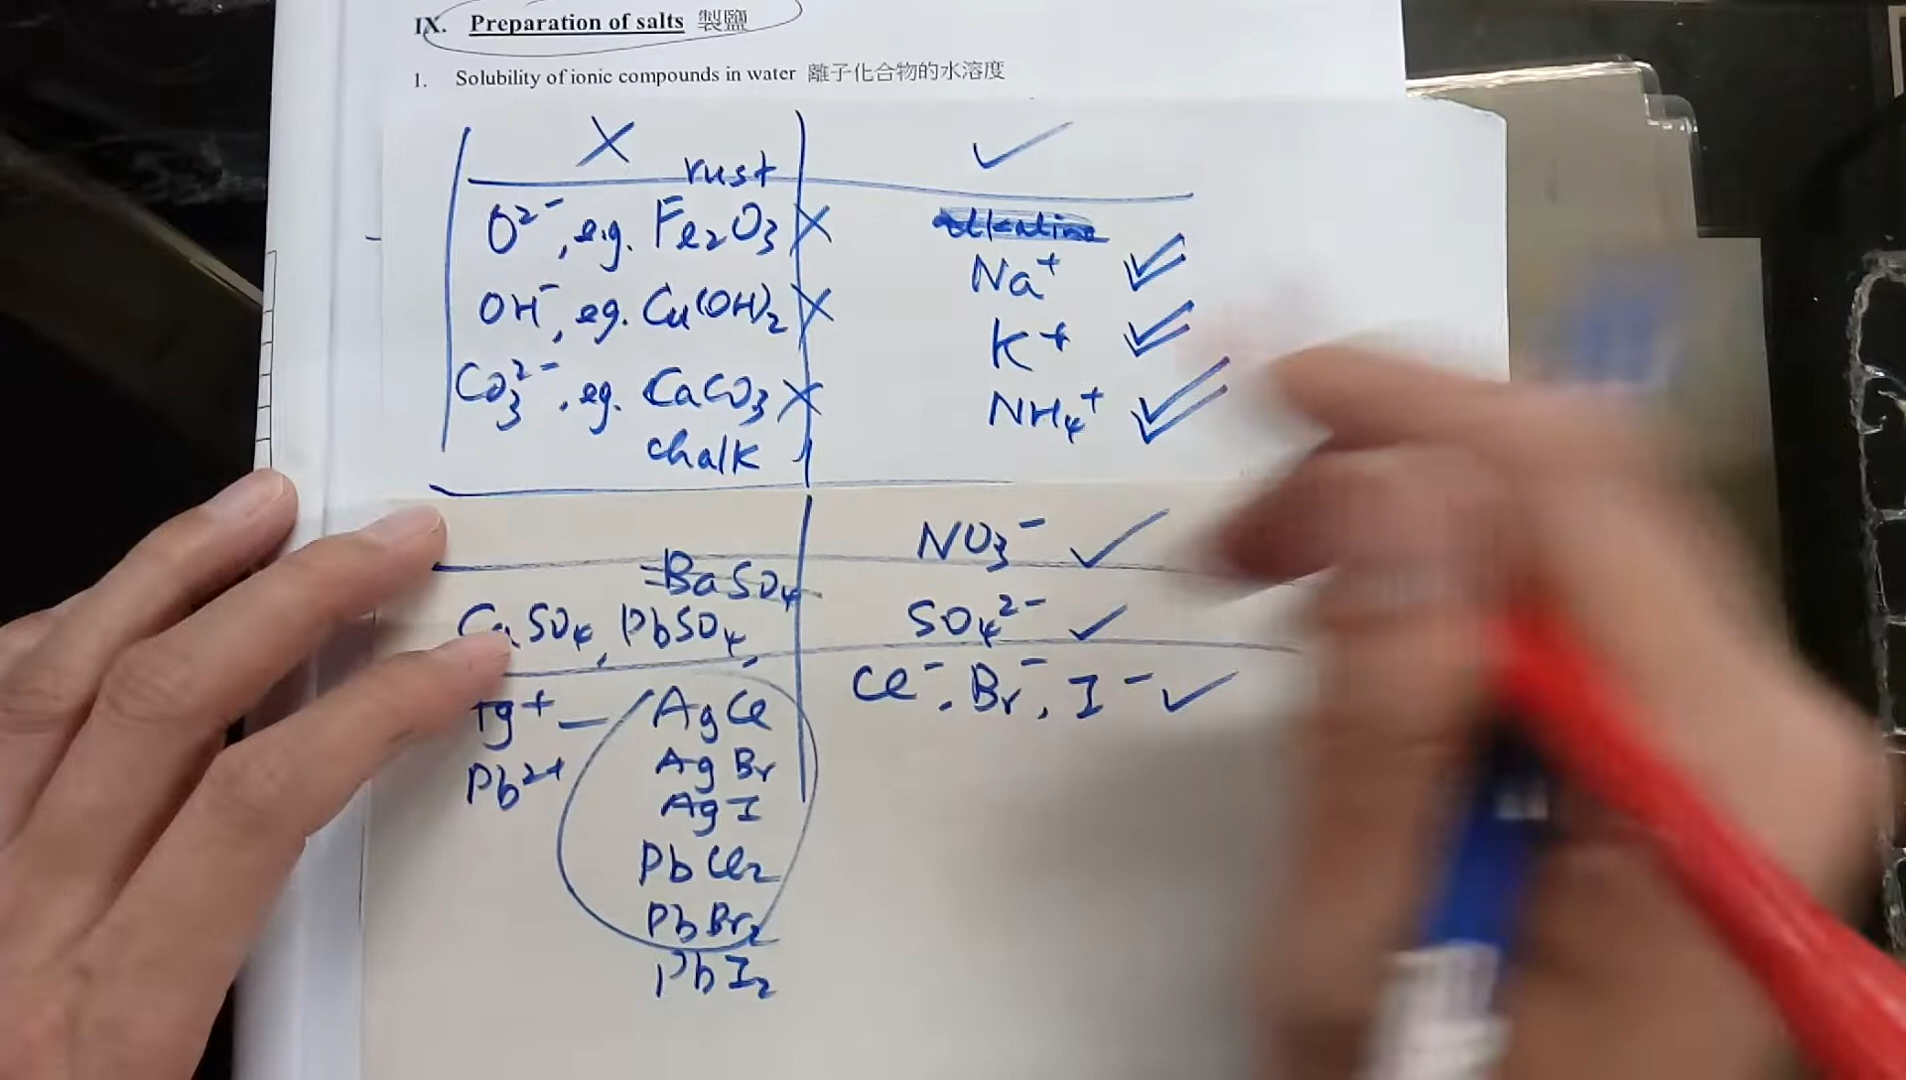 IX. Preparation of salts 製鹽
1. Solubility of ionic compounds in water 離子化合物的水溶度
rust
O²⁻, e.g. Fe₂O₃
Na⁺
OH⁻, eg. Cu(OH)₂
K⁺
CO₃²⁻, eg. CaCO₃
NH₄⁺
chalk
NO₃⁻
BaSO₄
CaSO₄, PbSO₄,
SO₄²⁻
Cl⁻, Br⁻, I⁻
AgCl
Pb²⁺
AgBr
AgI
PbCl₂
PbBr₂
PbI₂